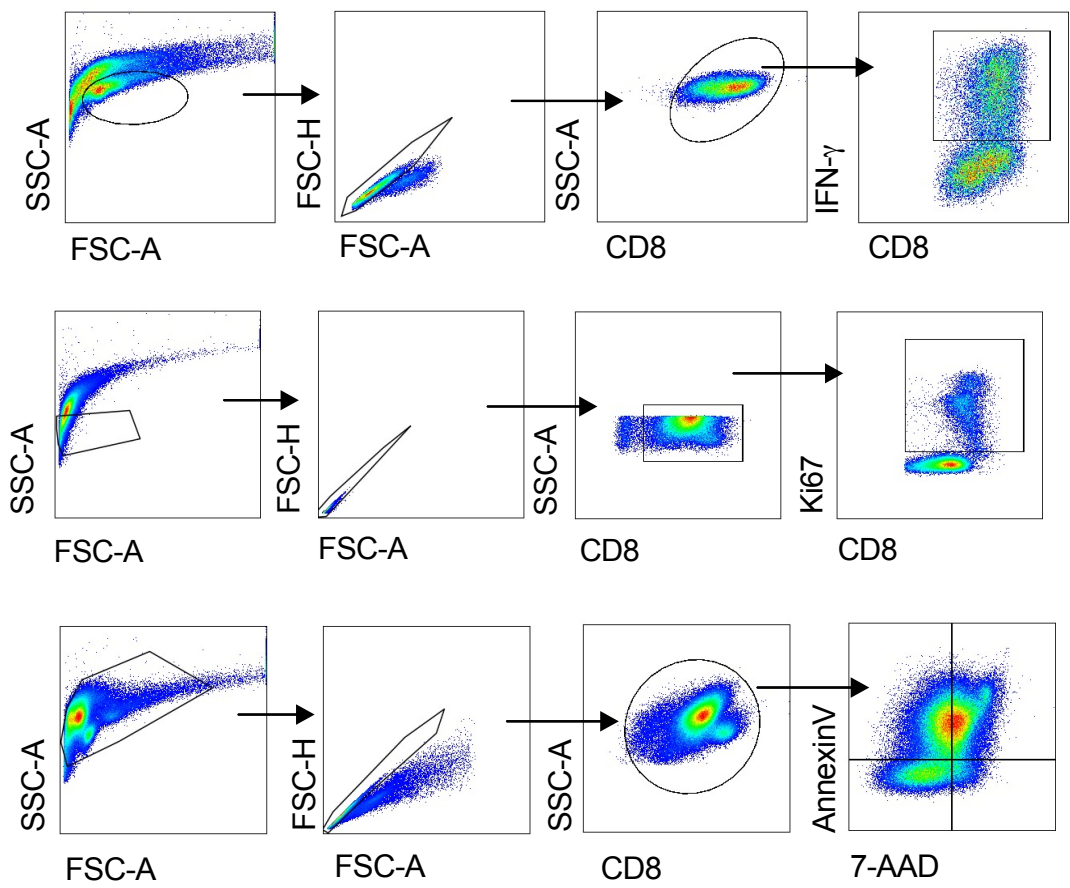 SSC-A
FSC-A
FSC-H
FSC-A
SSC-A
CD8
IFN-γ
CD8
SSC-A
FSC-A
FSC-H
FSC-A
SSC-A
CD8
Ki67
CD8
SSC-A
FSC-A
FSC-H
FSC-A
SSC-A
CD8
AnnexinV
7-AAD